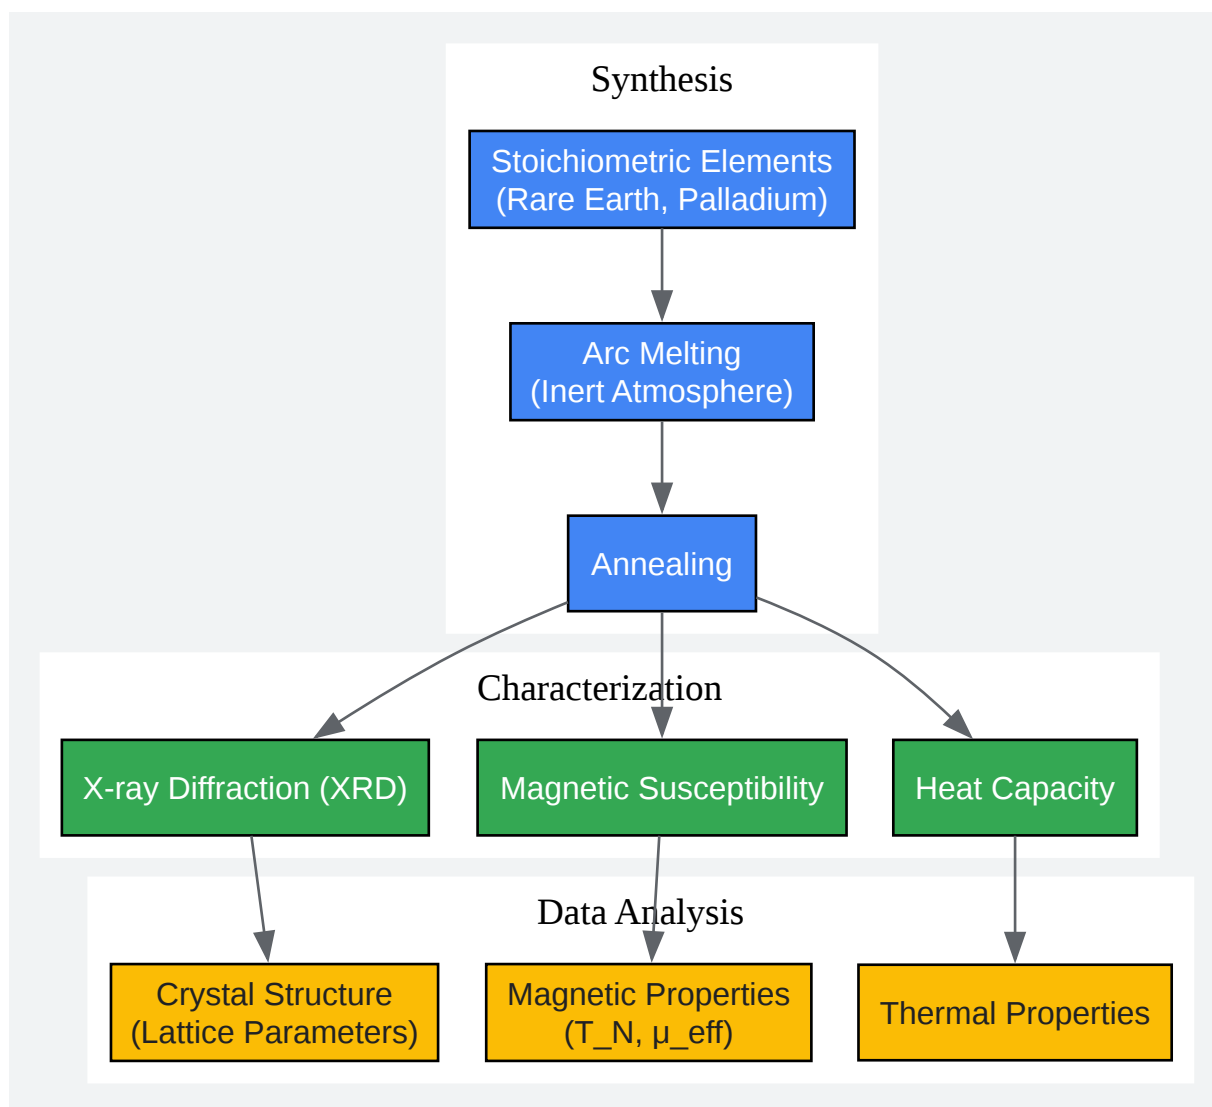 Synthesis
Stoichiometric Elements
(Rare Earth, Palladium)
Arc Melting
(Inert Atmosphere)
Annealing
Characterization
X-ray Diffraction (XRD)
Magnetic Susceptibility
Heat Capacity
Data Analysis
Crystal Structure
(Lattice Parameters)
Magnetic Properties
(T_N, μ_eff)
Thermal Properties